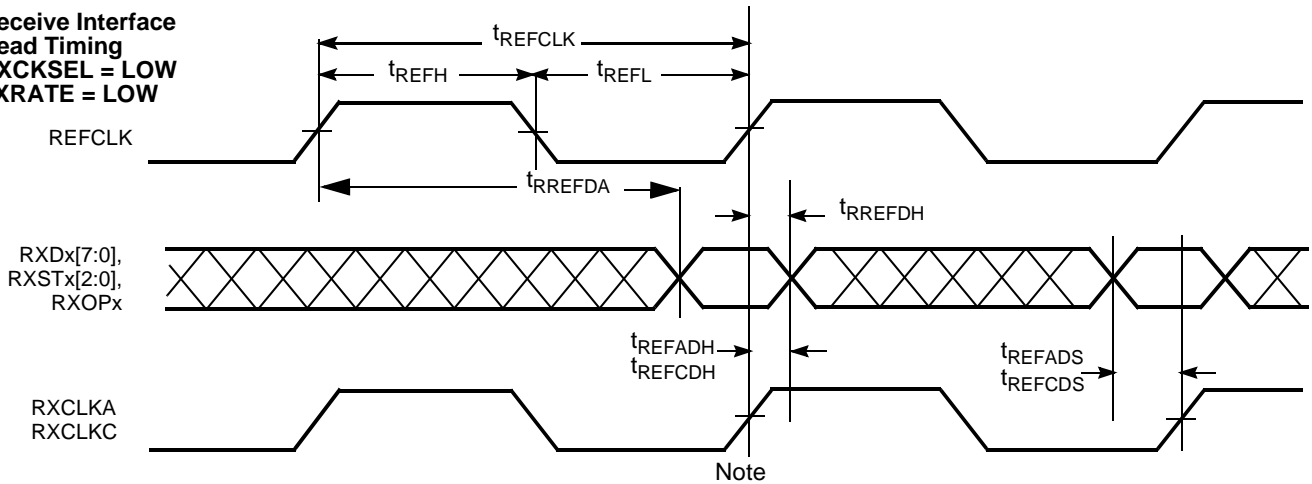 eceive Interface
ead Timing
XCKSEL = LOW
XRATE = LOW
tREFCLK
tREFH
tREFL
REFCLK
tRREFDA
tRREFDH
RXDx[7:0],
RXSTx[2:0],
RXOPx
tREFADH
tREFCDH
tREFADS
tREFCDS
RXCLKA
RXCLKC
Note